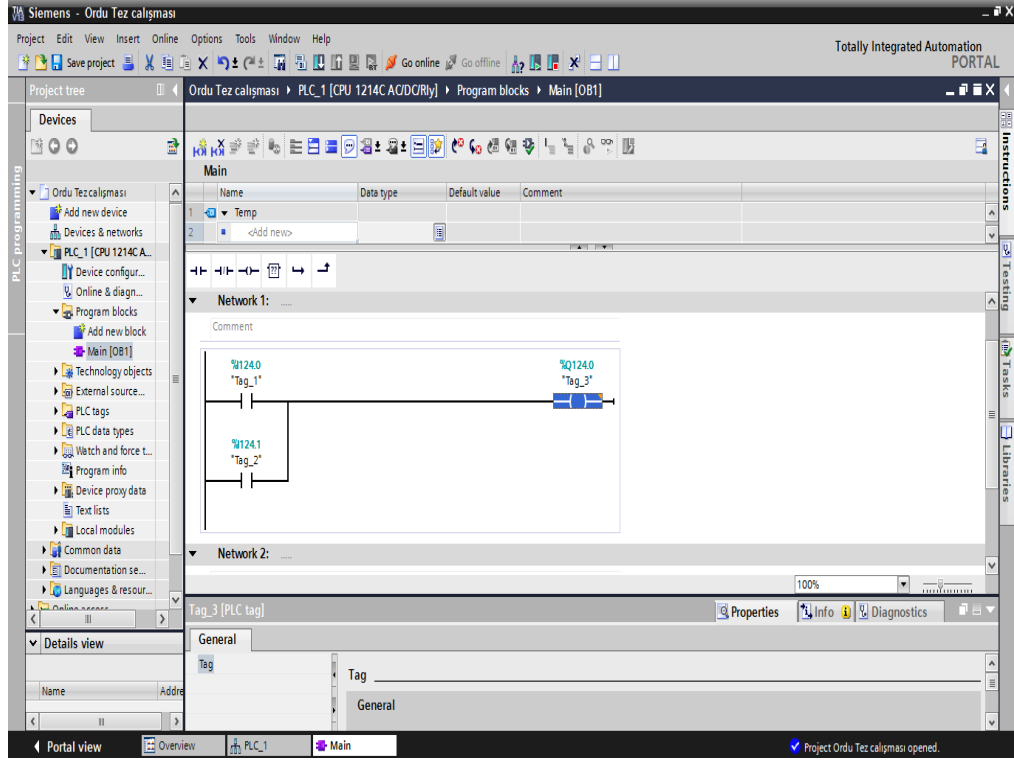 Siemens - Ordu Tez calışması
Project Edit View Insert Online Options Tools Window Help
Totally Integrated Automation
PORTAL
Save project
Go online
Go offline
Project tree
Ordu Tez calışması PLC_1 [CPU 1214C AC/DC/Rly] Program blocks Main [OB1]
Devices
PLC programming
Ordu Tez calışması
Add new device
Devices & networks
PLC_1 [CPU 1214C A...
Device configur...
Online & diagn...
Program blocks
Add new block
Main [OB1]
Technology objects
External source...
PLC tags
PLC data types
Watch and force t...
Program info
Device proxy data
Text lists
Local modules
Common data
Documentation se...
Languages & resour...
Online access
Details view
Name Addre
Main
Name Data type Default value Comment
1 Temp
2 <Add new>
??
Network 1: .....
Comment
%I124.0
"Tag_1"
%Q124.0
"Tag_3"
%I124.1
"Tag_2"
Network 2: .....
100%
Tag_3 [PLC tag]
Properties
Info
Diagnostics
General
Tag
Tag
General
Instructions
Testing
Tasks
Libraries
Portal view
Overview
PLC_1
Main
Project Ordu Tez calışması opened.